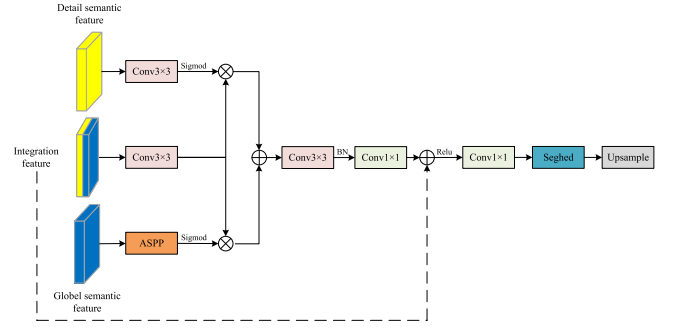 Detail semantic
feature
Conv3×3
Sigmod
Integration
feature
Conv3×3
ASPP
Sigmod
Globel semantic
feature
Conv3×3
BN
Conv1×1
Relu
Conv1×1
Seghed
Upsample